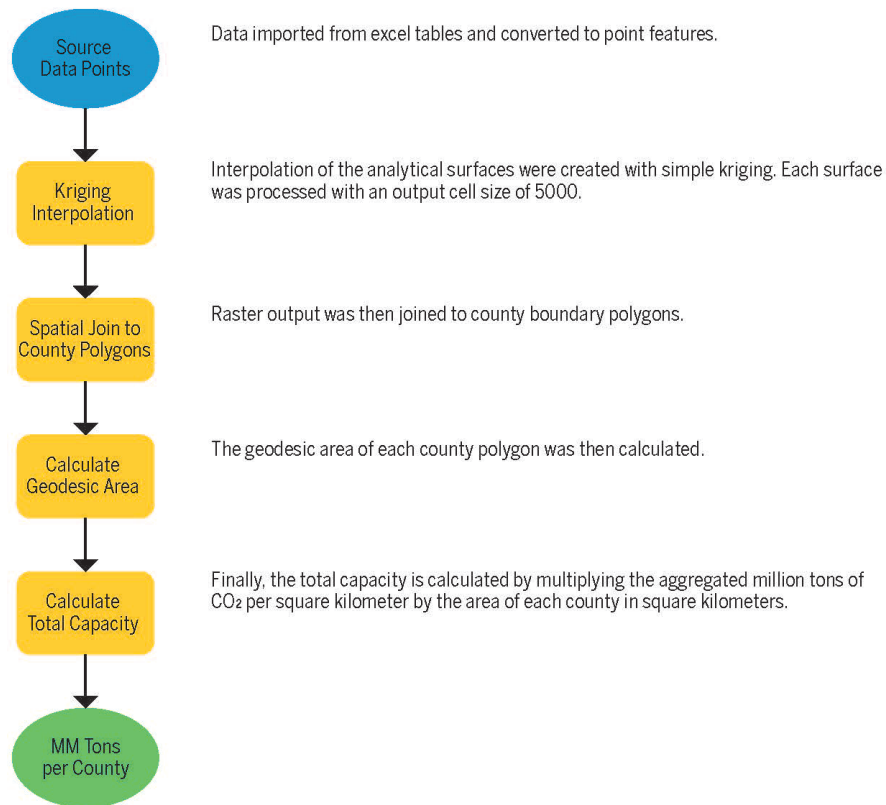 Source
Data Points
Data imported from excel tables and converted to point features.
Kriging
Interpolation
Interpolation of the analytical surfaces were created with simple kriging. Each surface
was processed with an output cell size of 5000.
Spatial Join to
County Polygons
Raster output was then joined to county boundary polygons.
Calculate
Geodesic Area
The geodesic area of each county polygon was then calculated.
Calculate
Total Capacity
Finally, the total capacity is calculated by multiplying the aggregated million tons of
CO₂ per square kilometer by the area of each county in square kilometers.
MM Tons
per County